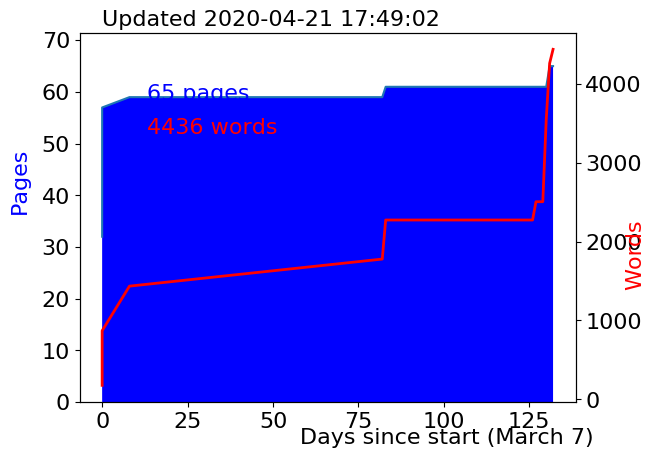 Updated 2020-04-21 17:49:02
70
60
50
40
30
20
10
0
Pages
65 pages
4436 words
4000
3000
2000
1000
0
Words
0 25 50 75 100 125
Days since start (March 7)